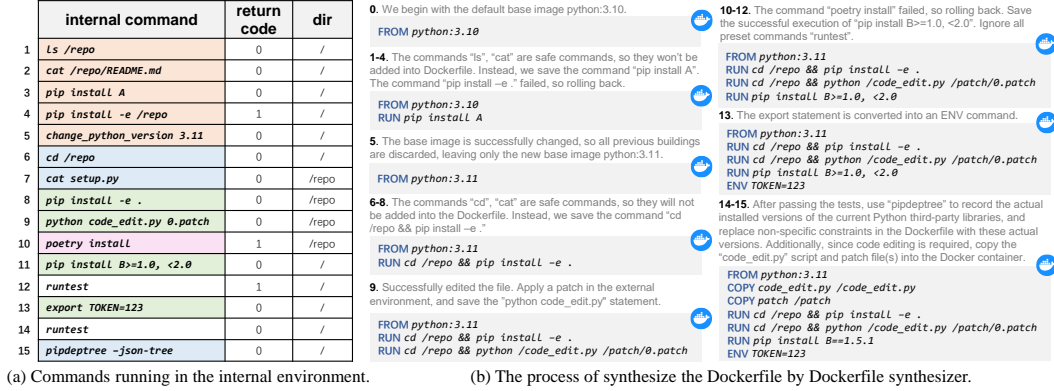 internal command return code dir
1 ls /repo 0 /
2 cat /repo/README.md 0 /
3 pip install A 0 /
4 pip install -e /repo 1 /
5 change_python_version 3.11 0 /
6 cd /repo 0 /
7 cat setup.py 0 /repo
8 pip install -e . 0 /repo
9 python code_edit.py 0.patch 0 /repo
10 poetry install 1 /repo
11 pip install B>=1.0, <2.0 0 /
12 runtest 1 /
13 export TOKEN=123 0 /
14 runtest 0 /
15 pipdeptree –json-tree 0 /
(a) Commands running in the internal environment.
0. We begin with the default base image python:3.10.
FROM python:3.10
1-4. The commands “ls”, “cat” are safe commands, so they won't be
added into Dockerfile. Instead, we save the command “pip install A”.
The command “pip install –e .” failed, so rolling back.
FROM python:3.10
RUN pip install A
5. The base image is successfully changed, so all previous buildings
are discarded, leaving only the new base image python:3.11.
FROM python:3.11
6-8. The commands “cd”, “cat” are safe commands, so they will not
be added into the Dockerfile. Instead, we save the command “cd
/repo && pip install –e .”
FROM python:3.11
RUN cd /repo && pip install -e .
9. Successfully edited the file. Apply a patch in the external
environment, and save the ”python code_edit.py” statement.
FROM python:3.11
RUN cd /repo && pip install -e .
RUN cd /repo && python /code_edit.py /patch/0.patch
10-12. The command “poetry install” failed, so rolling back. Save
the successful execution of “pip install B>=1.0, <2.0”. Ignore all
preset commands “runtest”.
FROM python:3.11
RUN cd /repo && pip install -e .
RUN cd /repo && python /code_edit.py /patch/0.patch
RUN pip install B>=1.0, <2.0
13. The export statement is converted into an ENV command.
FROM python:3.11
RUN cd /repo && pip install -e .
RUN cd /repo && python /code_edit.py /patch/0.patch
RUN pip install B>=1.0, <2.0
ENV TOKEN=123
14-15. After passing the tests, use “pipdeptree” to record the actual
installed versions of the current Python third-party libraries, and
replace non-specific constraints in the Dockerfile with these actual
versions. Additionally, since code editing is required, copy the
“code_edit.py” script and patch file(s) into the Docker container.
FROM python:3.11
COPY code_edit.py /code_edit.py
COPY patch /patch
RUN cd /repo && pip install -e .
RUN cd /repo && python /code_edit.py /patch/0.patch
RUN pip install B==1.5.1
ENV TOKEN=123
(b) The process of synthesize the Dockerfile by Dockerfile synthesizer.